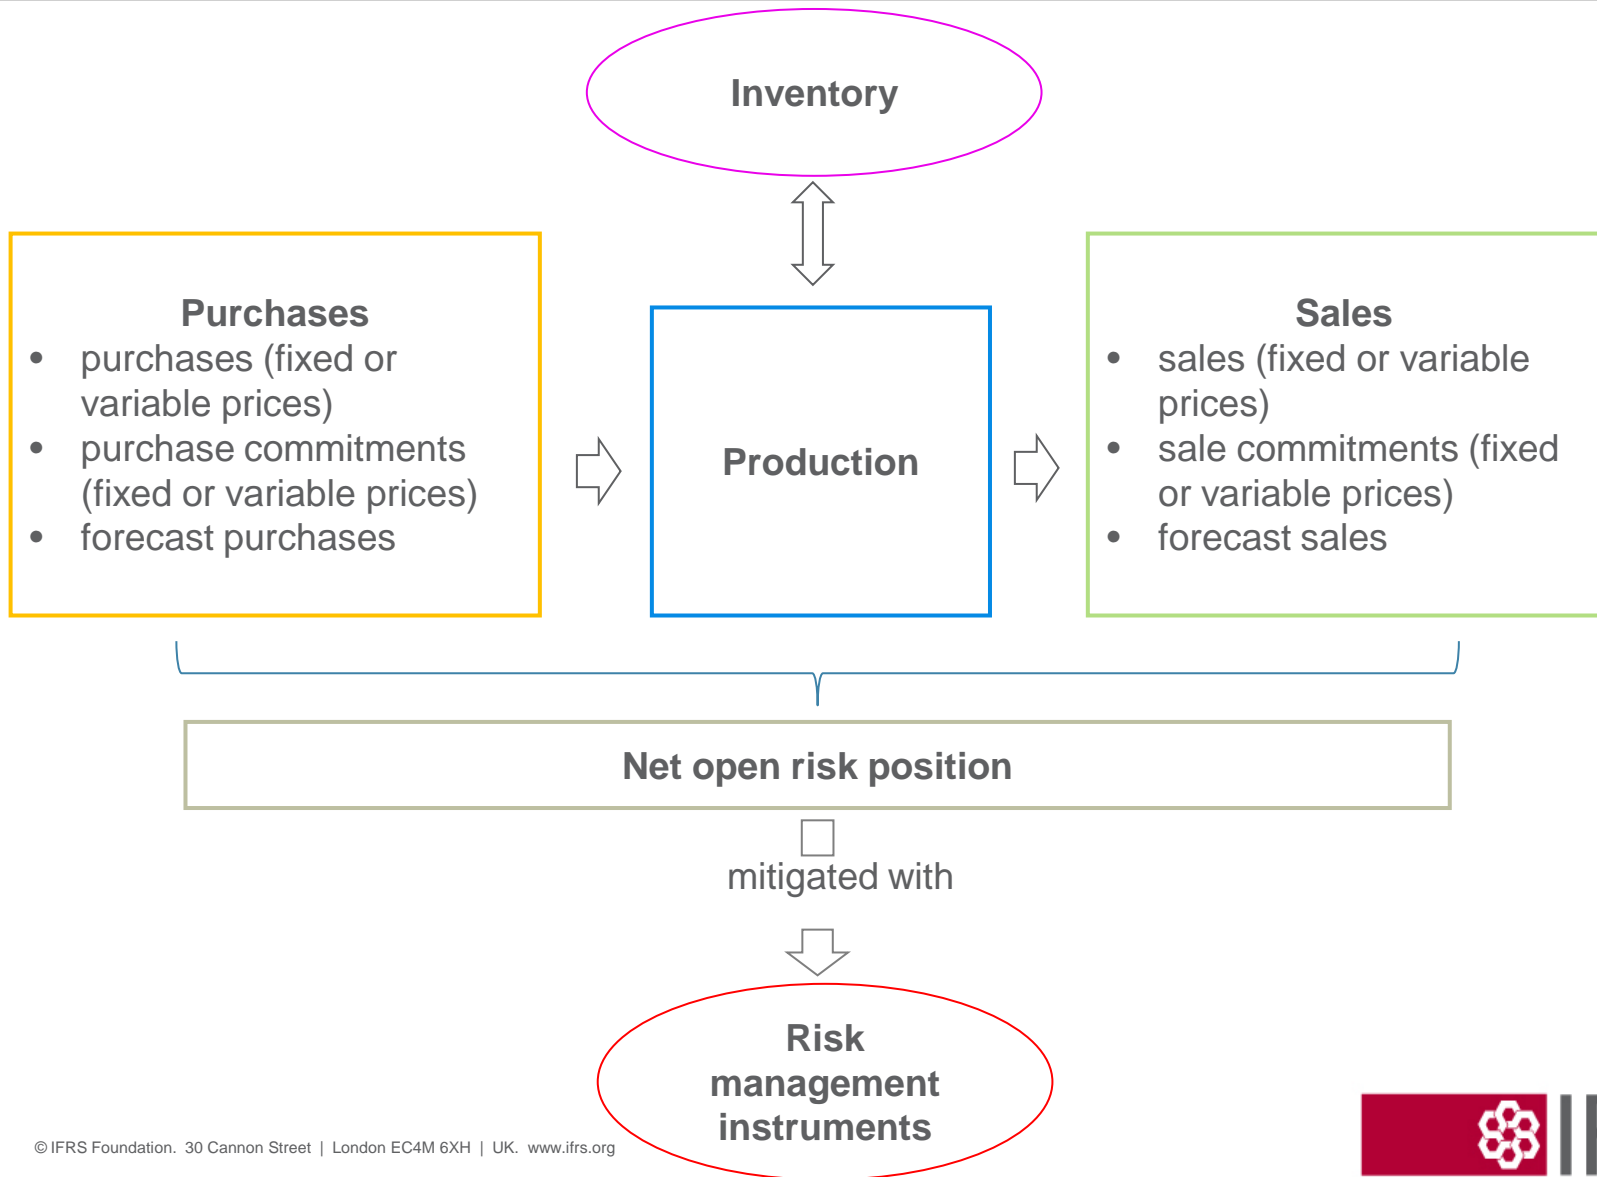 Inventory
Purchases
• purchases (fixed or
variable prices)
• purchase commitments
(fixed or variable prices)
• forecast purchases
Production
Sales
• sales (fixed or variable
prices)
• sale commitments (fixed
or variable prices)
• forecast sales
Net open risk position
mitigated with
Risk
management
instruments
© IFRS Foundation. 30 Cannon Street | London EC4M 6XH | UK. www.ifrs.org